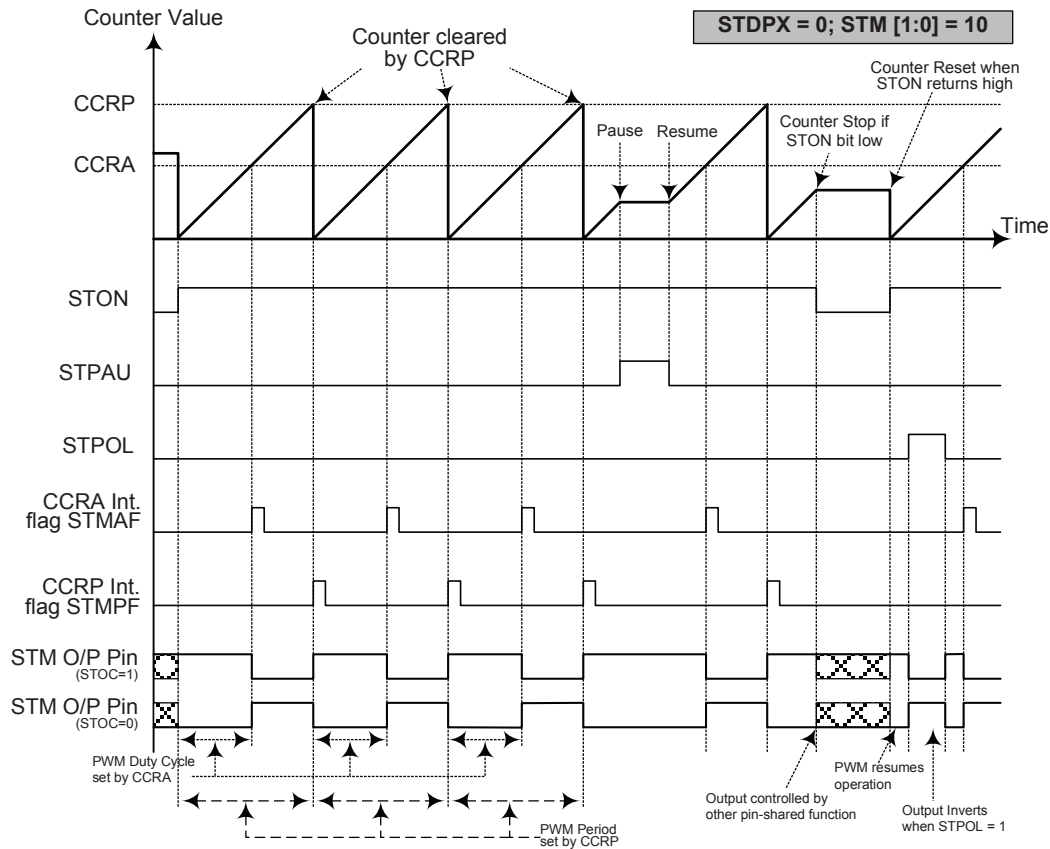 Counter Value
STDPX = 0; STM [1:0] = 10
Counter cleared
by CCRP
Counter Reset when
STON returns high
CCRP
Pause
Resume
Counter Stop if
STON bit low
CCRA
Time
STON
STPAU
STPOL
CCRA Int.
flag STMAF
CCRP Int.
flag STMPF
STM O/P Pin
(STOC=1)
STM O/P Pin
(STOC=0)
PWM Duty Cycle
set by CCRA
PWM resumes
operation
Output controlled by
other pin-shared function
Output Inverts
when STPOL = 1
PWM Period
set by CCRP